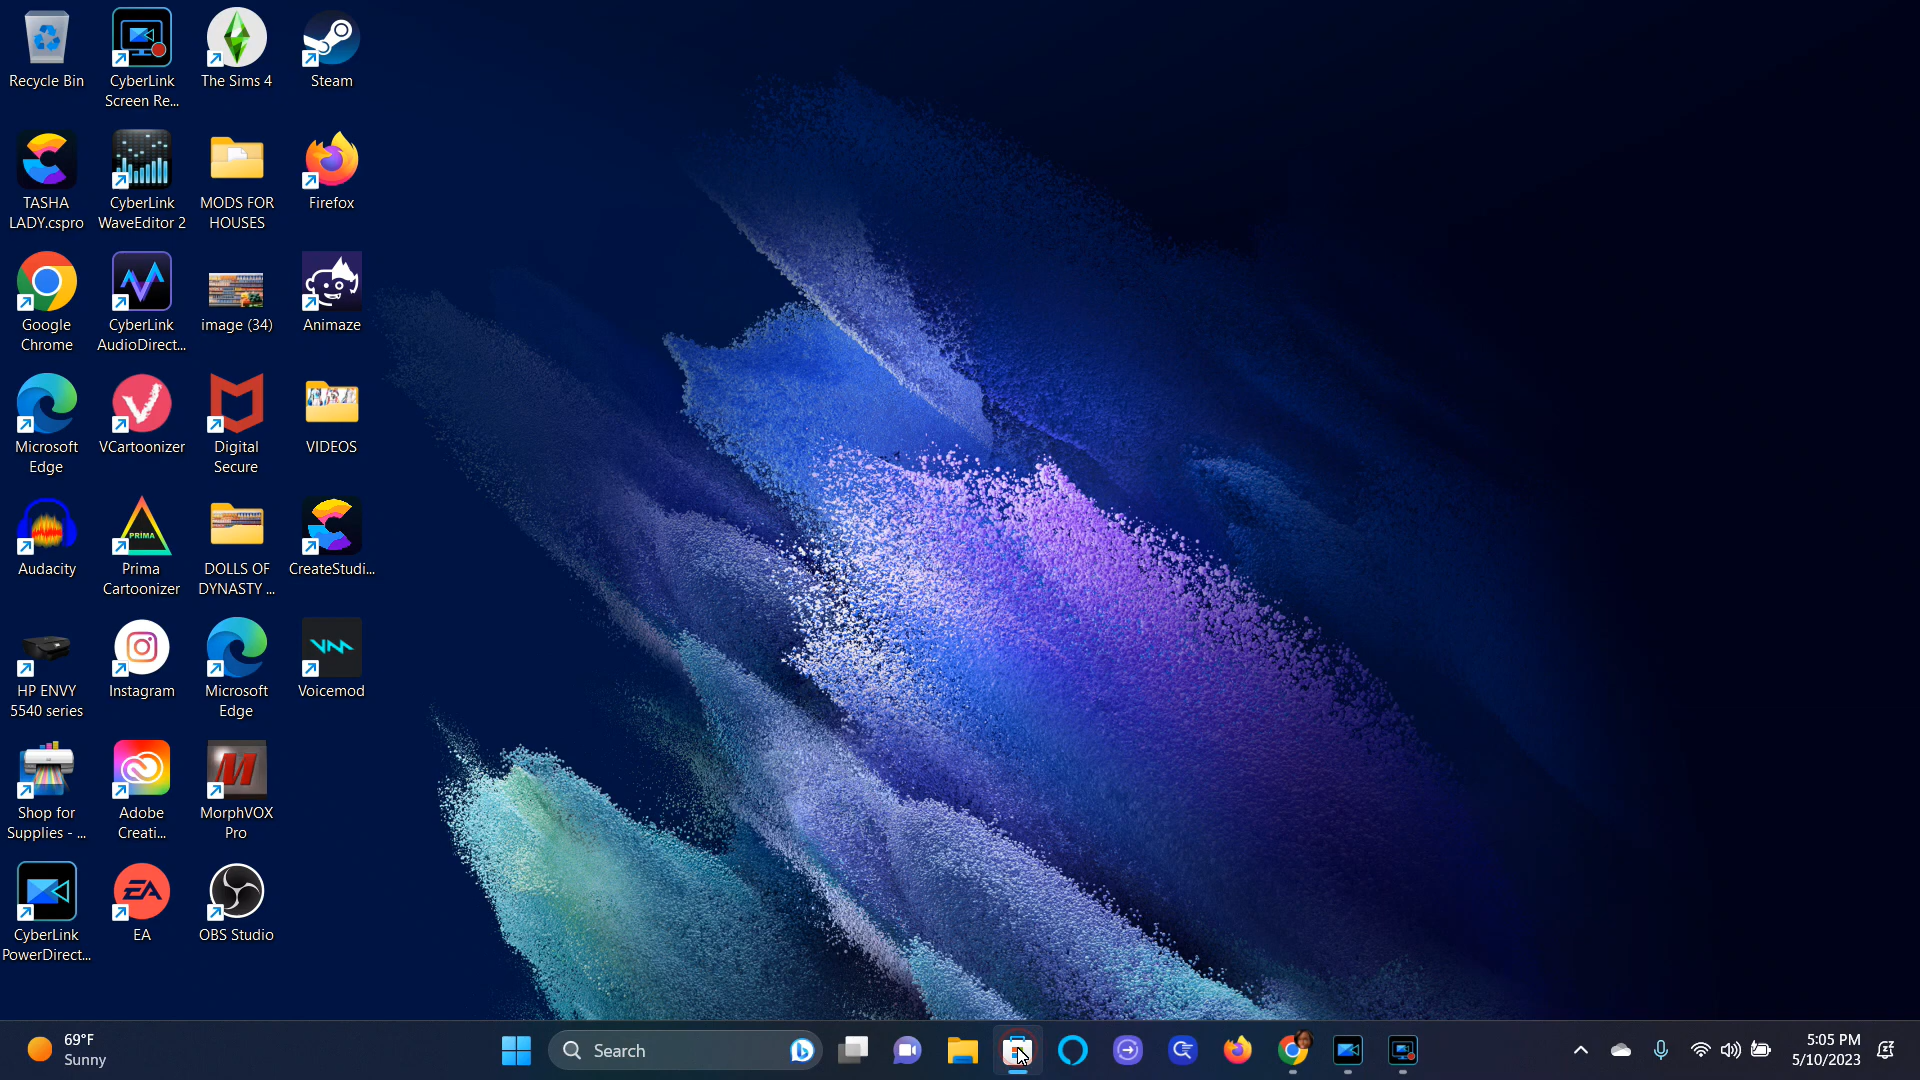 Recycle Bin
CyberLink
Screen Re...
The Sims 4
Steam
TASHA
LADY.cspro
CyberLink
WaveEditor 2
MODS FOR
HOUSES
Firefox
Google
Chrome
CyberLink
AudioDirect...
image (34)
Animaze
Microsoft
Edge
VCartoonizer
Digital
Secure
VIDEOS
Audacity
PRIMA
Prima
Cartoonizer
DOLLS OF
DYNASTY ...
CreateStudi...
HP ENVY
5540 series
Instagram
Microsoft
Edge
Voicemod
Shop for
Supplies - ...
Adobe
Creati...
MorphVOX
Pro
CyberLink
PowerDirect...
EA
EA
OBS Studio
69°F
Sunny
Search
5:05 PM
5/10/2023